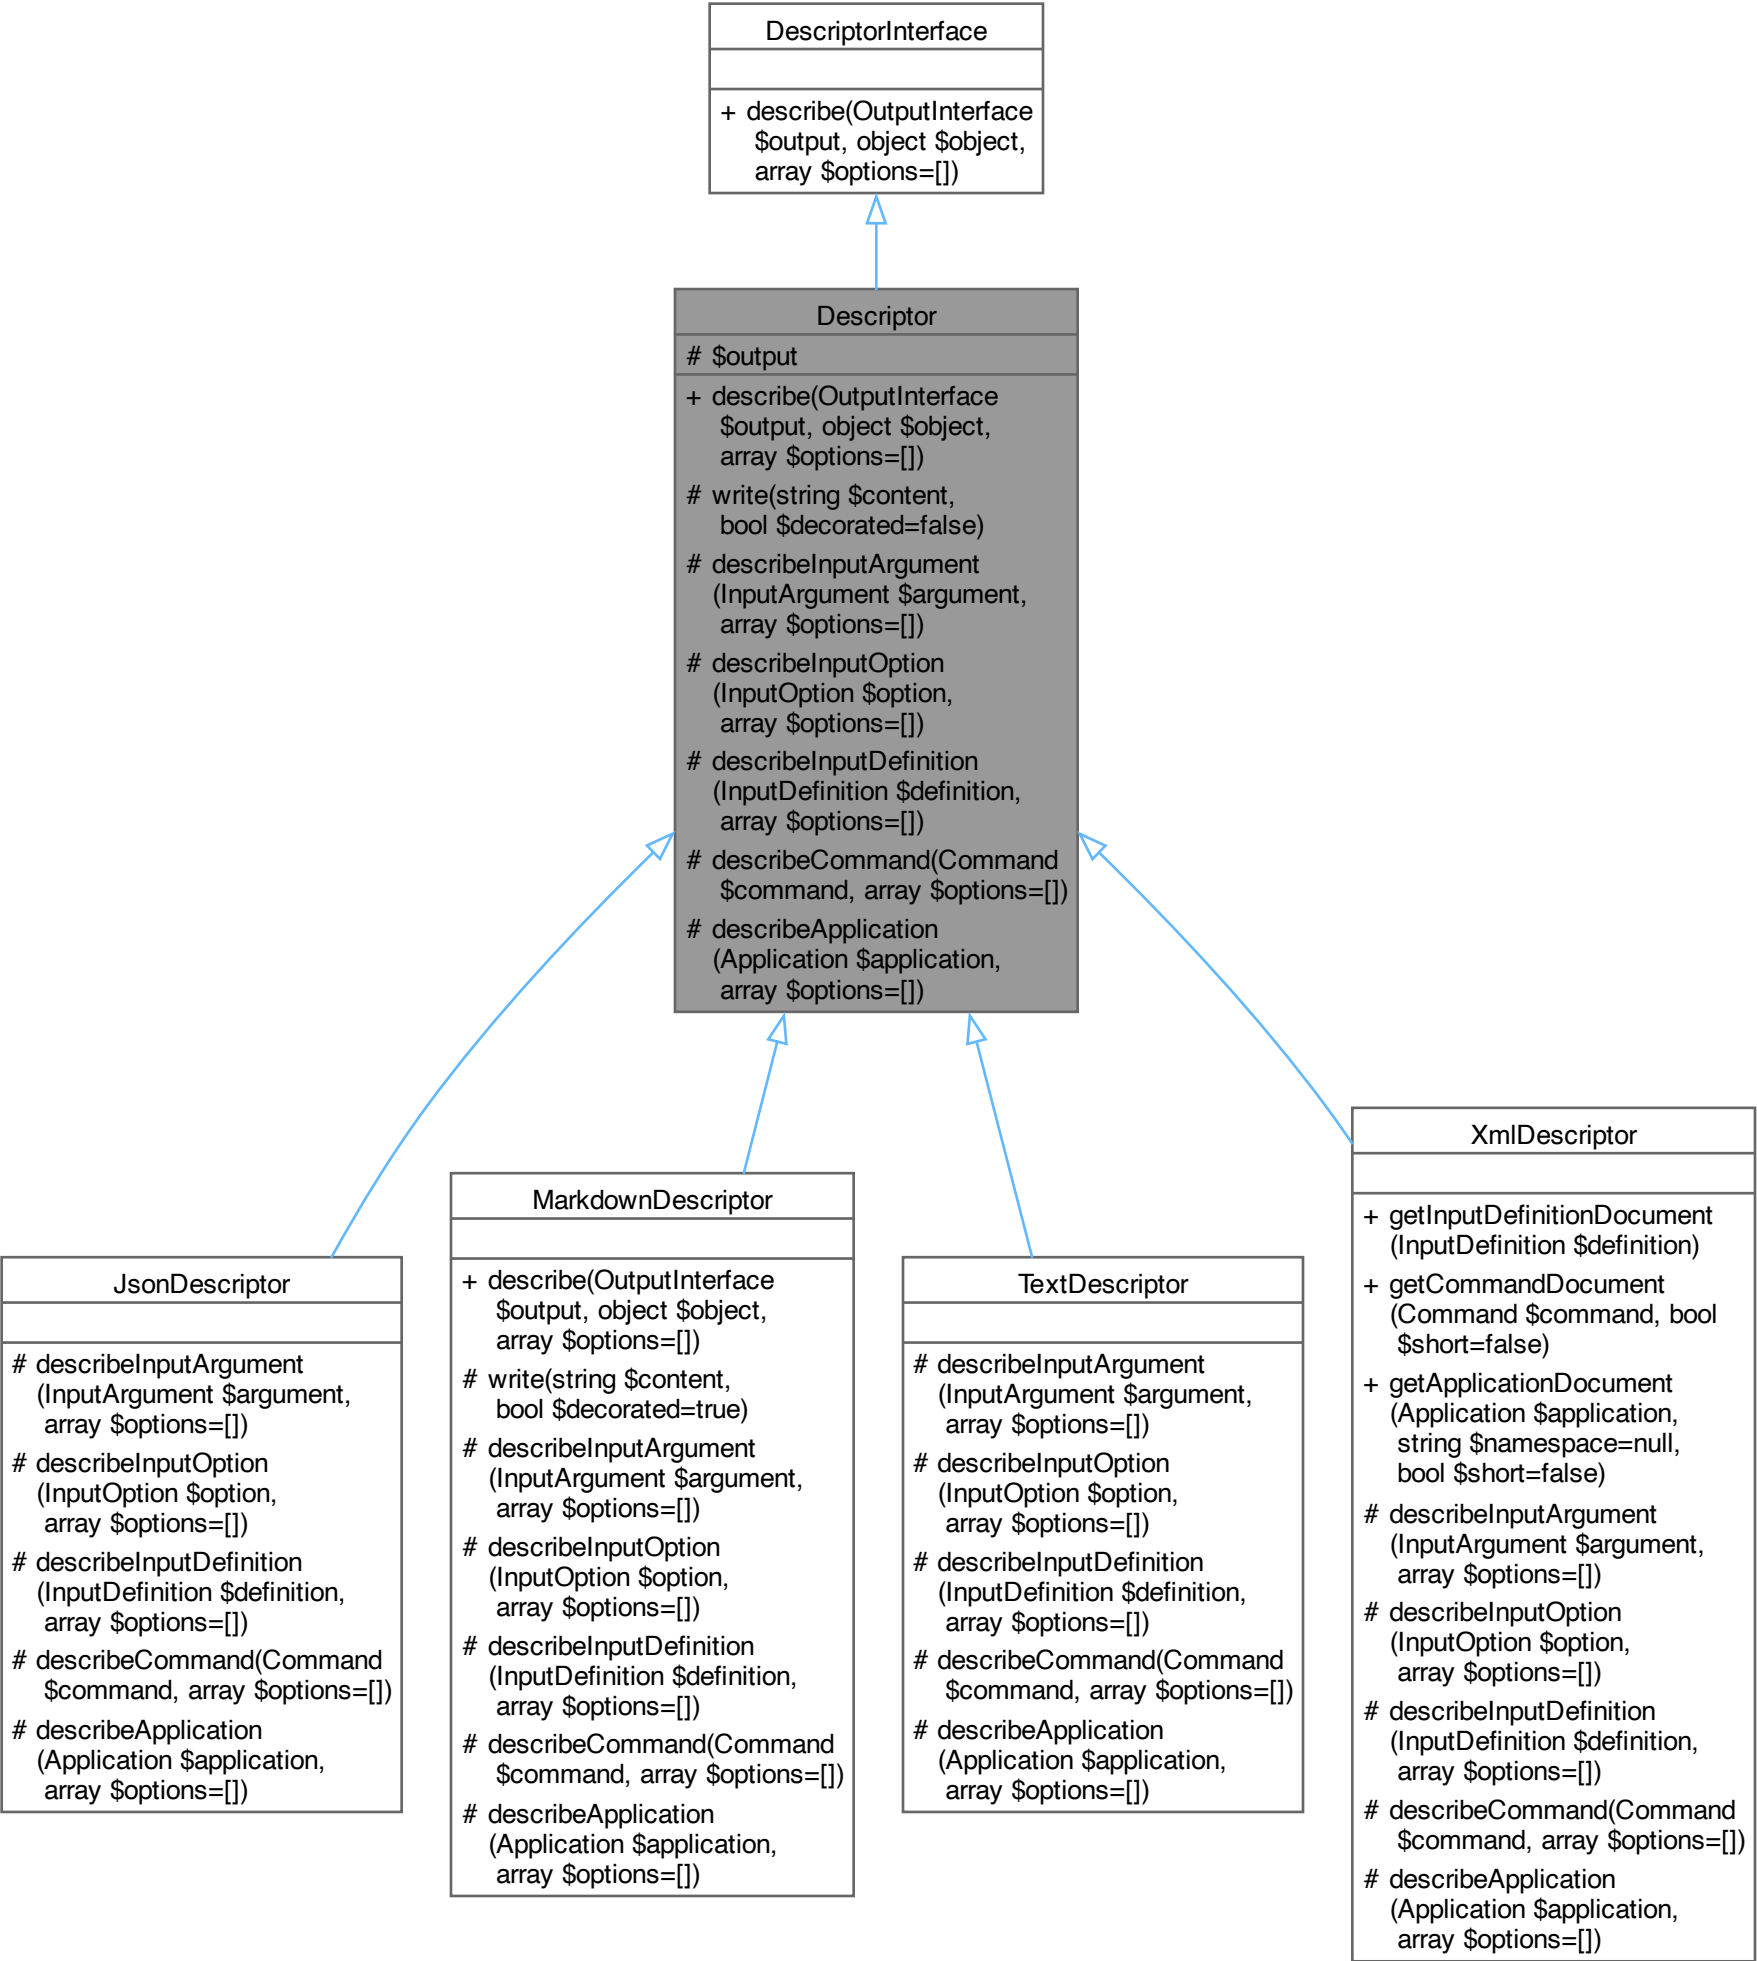 DescriptorInterface
+ describe(OutputInterface
$output, object $object,
array $options=[])
Descriptor
# $output
+ describe(OutputInterface
$output, object $object,
array $options=[])
# write(string $content,
bool $decorated=false)
# describeInputArgument
(InputArgument $argument,
array $options=[])
# describeInputOption
(InputOption $option,
array $options=[])
# describeInputDefinition
(InputDefinition $definition,
array $options=[])
# describeCommand(Command
$command, array $options=[])
# describeApplication
(Application $application,
array $options=[])
JsonDescriptor
# describeInputArgument
(InputArgument $argument,
array $options=[])
# describeInputOption
(InputOption $option,
array $options=[])
# describeInputDefinition
(InputDefinition $definition,
array $options=[])
# describeCommand(Command
$command, array $options=[])
# describeApplication
(Application $application,
array $options=[])
MarkdownDescriptor
+ describe(OutputInterface
$output, object $object,
array $options=[])
# write(string $content,
bool $decorated=true)
# describeInputArgument
(InputArgument $argument,
array $options=[])
# describeInputOption
(InputOption $option,
array $options=[])
# describeInputDefinition
(InputDefinition $definition,
array $options=[])
# describeCommand(Command
$command, array $options=[])
# describeApplication
(Application $application,
array $options=[])
TextDescriptor
# describeInputArgument
(InputArgument $argument,
array $options=[])
# describeInputOption
(InputOption $option,
array $options=[])
# describeInputDefinition
(InputDefinition $definition,
array $options=[])
# describeCommand(Command
$command, array $options=[])
# describeApplication
(Application $application,
array $options=[])
XmlDescriptor
+ getInputDefinitionDocument
(InputDefinition $definition)
+ getCommandDocument
(Command $command, bool
$short=false)
+ getApplicationDocument
(Application $application,
string $namespace=null,
bool $short=false)
# describeInputArgument
(InputArgument $argument,
array $options=[])
# describeInputOption
(InputOption $option,
array $options=[])
# describeInputDefinition
(InputDefinition $definition,
array $options=[])
# describeCommand(Command
$command, array $options=[])
# describeApplication
(Application $application,
array $options=[])